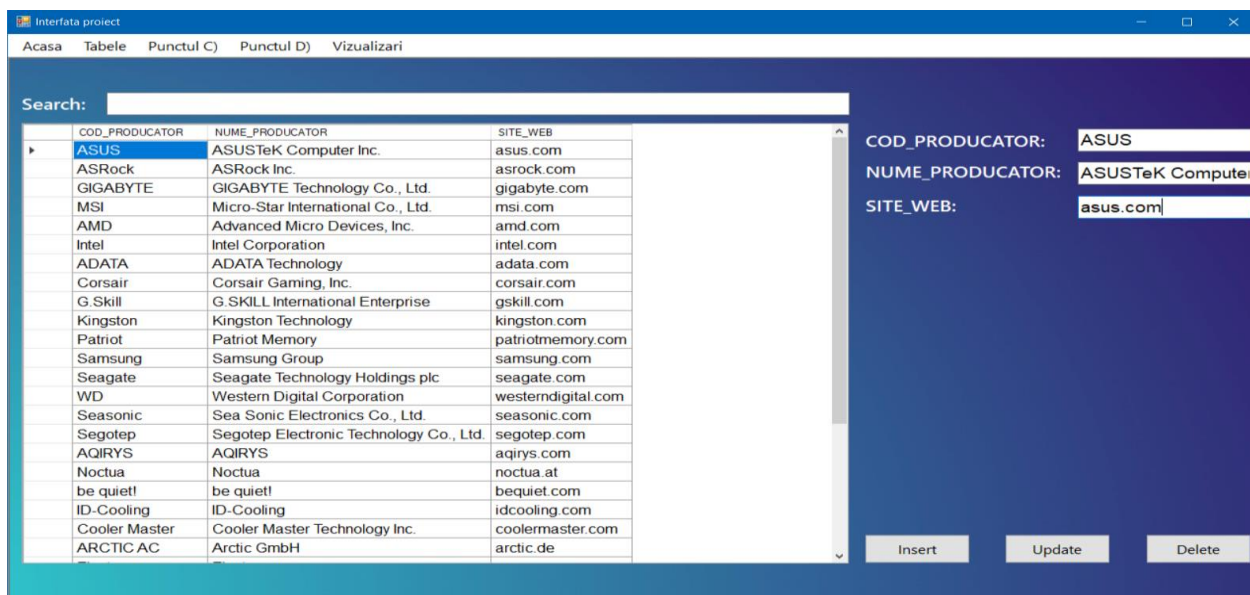 Interfata proiect
Acasa Tabele Punctul C) Punctul D) Vizualizari
Search:
COD_PRODUCATOR NUME_PRODUCATOR SITE_WEB
ASUS ASUSTeK Computer Inc. asus.com
ASRock ASRock Inc. asrock.com
GIGABYTE GIGABYTE Technology Co., Ltd. gigabyte.com
MSI Micro-Star International Co., Ltd. msi.com
AMD Advanced Micro Devices, Inc. amd.com
Intel Intel Corporation intel.com
ADATA ADATA Technology adata.com
Corsair Corsair Gaming, Inc. corsair.com
G.Skill G.SKILL International Enterprise gskill.com
Kingston Kingston Technology kingston.com
Patriot Patriot Memory patriotmemory.com
Samsung Samsung Group samsung.com
Seagate Seagate Technology Holdings plc seagate.com
WD Western Digital Corporation westerndigital.com
Seasonic Sea Sonic Electronics Co., Ltd. seasonic.com
Segotep Segotep Electronic Technology Co., Ltd. segotep.com
AQIRYS AQIRYS aqirys.com
Noctua Noctua noctua.at
be quiet! be quiet! bequiet.com
ID-Cooling ID-Cooling idcooling.com
Cooler Master Cooler Master Technology Inc. coolermaster.com
ARCTIC AC Arctic GmbH arctic.de
COD_PRODUCATOR: ASUS
NUME_PRODUCATOR: ASUSTeK Computer
SITE_WEB: asus.com
Insert Update Delete